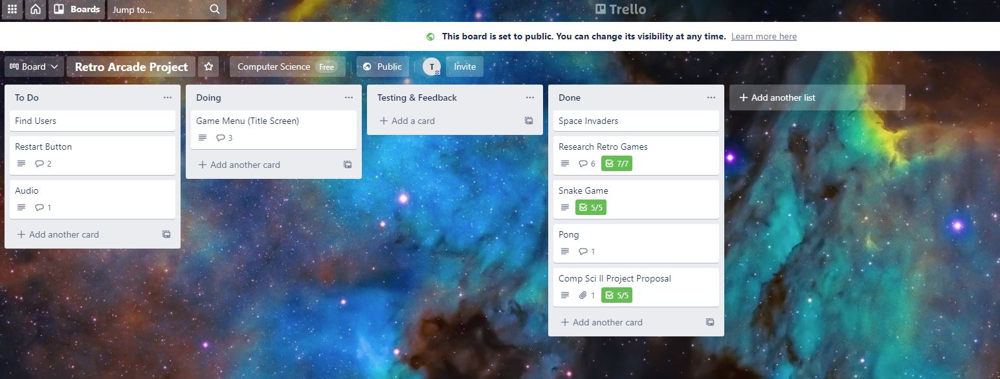 Boards
Jump to...
Trello
This board is set to public. You can change its visibility at any time. Learn more here
Board
Retro Arcade Project
Computer Science Free
Public
T
Invite
To Do
Find Users
Restart Button
2
Audio
1
+ Add another card
Doing
Game Menu (Title Screen)
3
+ Add another card
Testing & Feedback
+ Add a card
Done
Space Invaders
Research Retro Games
6 7/7
Snake Game
5/5
Pong
1
Comp Sci II Project Proposal
1 5/5
+ Add another card
+ Add another list